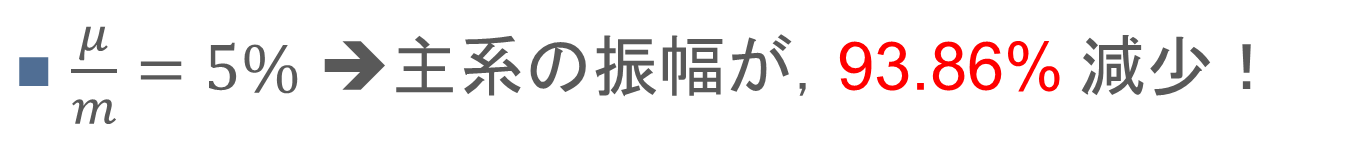 ■ μ/m = 5% ➔主系の振幅が，93.86% 減少！